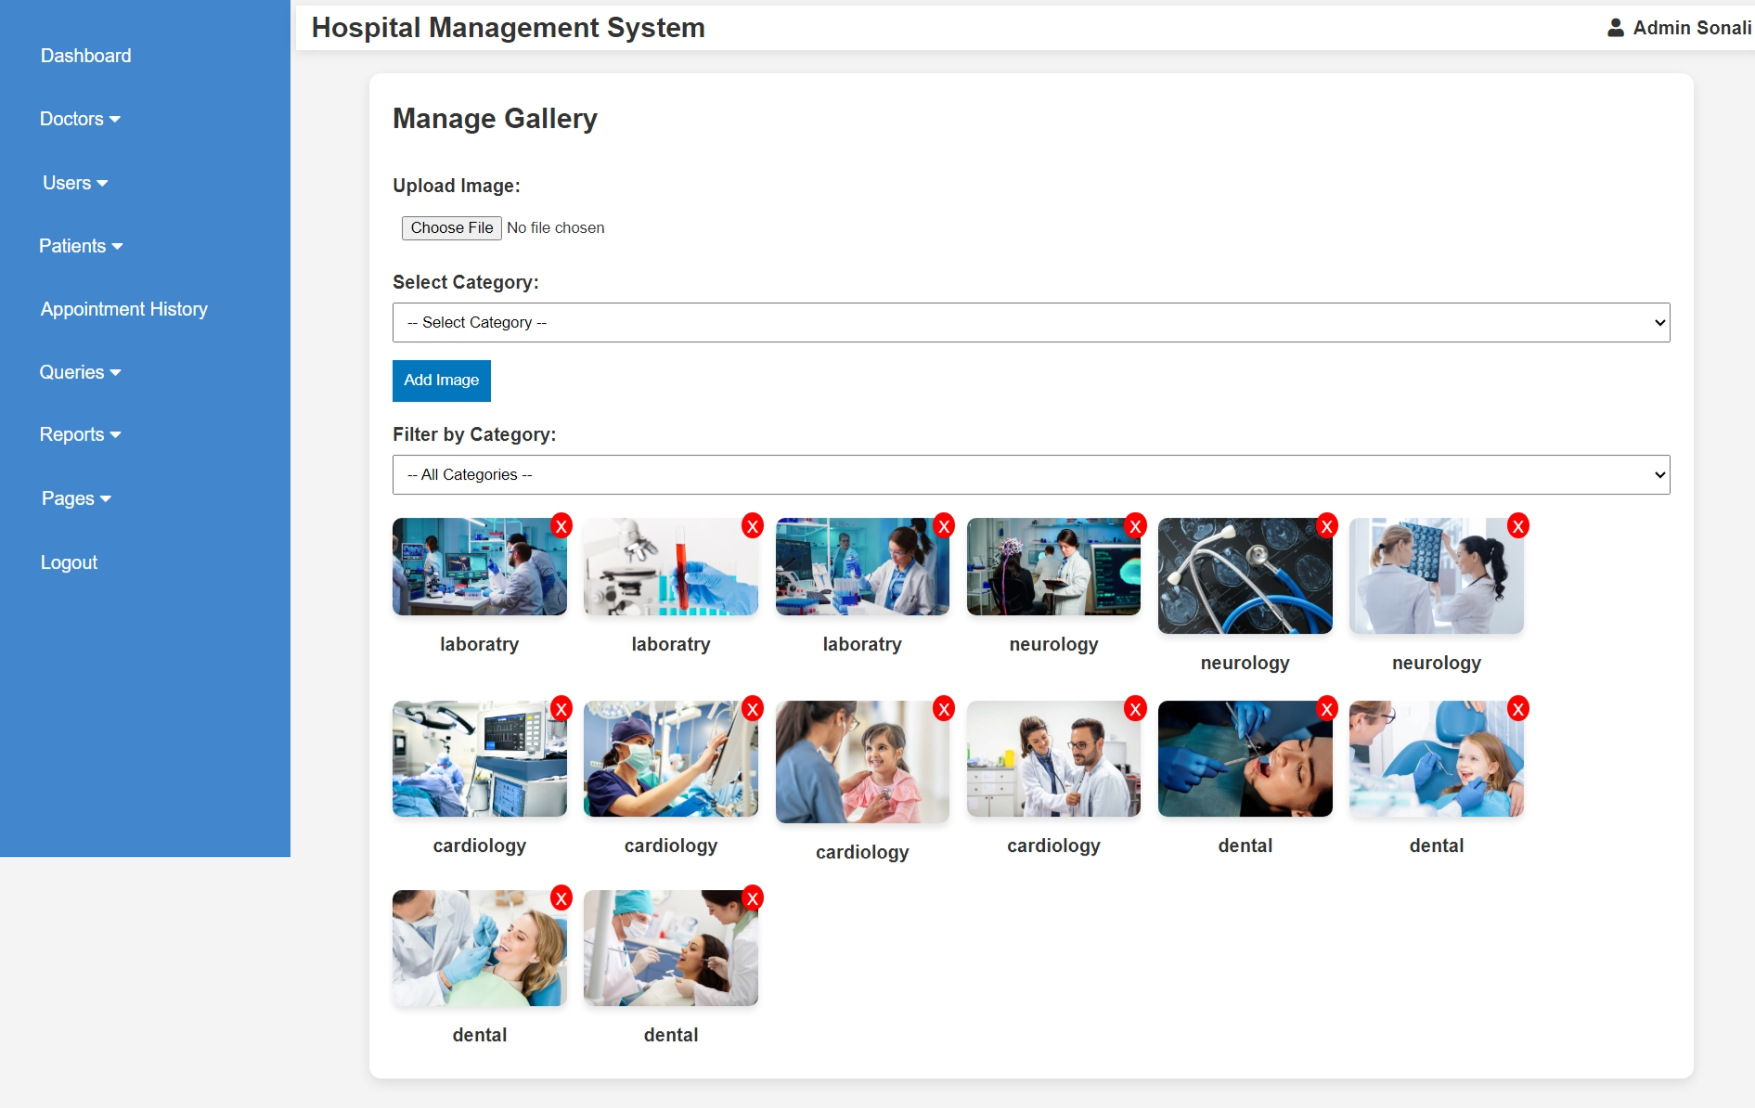 Hospital Management System
Admin Sonali
Dashboard
Doctors
Users
Patients
Appointment History
Queries
Reports
Pages
Logout
Manage Gallery
Upload Image:
Choose File No file chosen
Select Category:
-- Select Category --
Add Image
Filter by Category:
-- All Categories --
X X X X X X
laboratry laboratry laboratry neurology neurology neurology
X X X X X X
cardiology cardiology cardiology cardiology dental dental
X X
dental dental